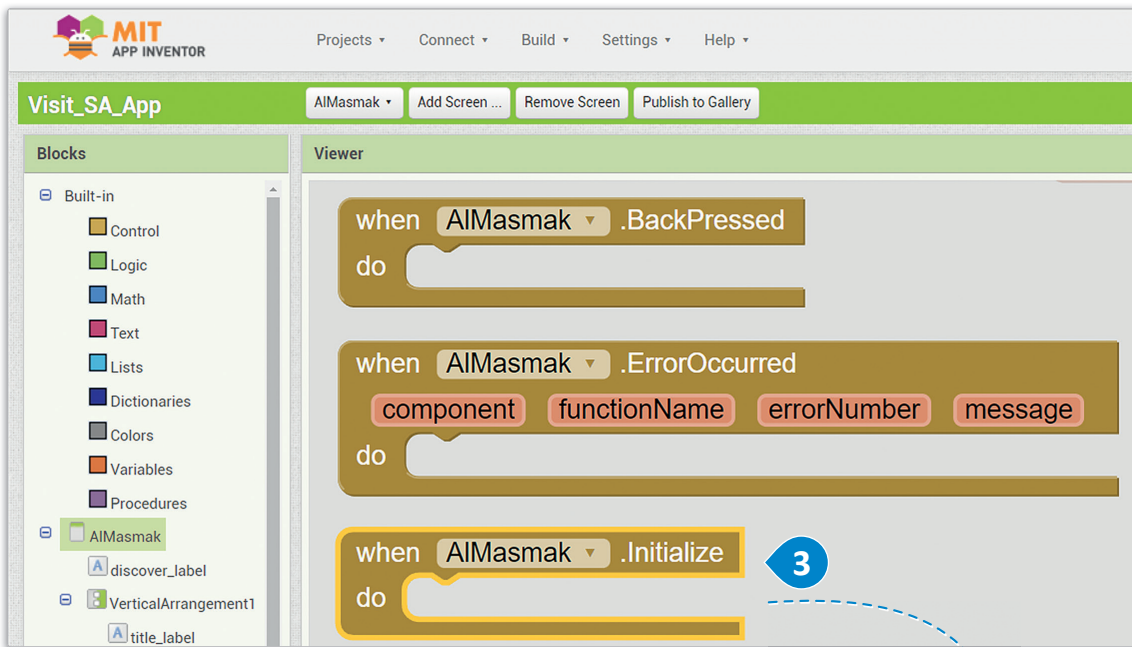 MIT
APP INVENTOR
Projects Connect Build Settings Help
Visit_SA_App
AlMasmak Add Screen ... Remove Screen Publish to Gallery
Blocks
Viewer
Built-in
Control
Logic
Math
Text
Lists
Dictionaries
Colors
Variables
Procedures
AlMasmak
A discover_label
VerticalArrangement1
A title_label
when AlMasmak .BackPressed
do
when AlMasmak .ErrorOccurred
component functionName errorNumber message
do
when AlMasmak .Initialize
do
3